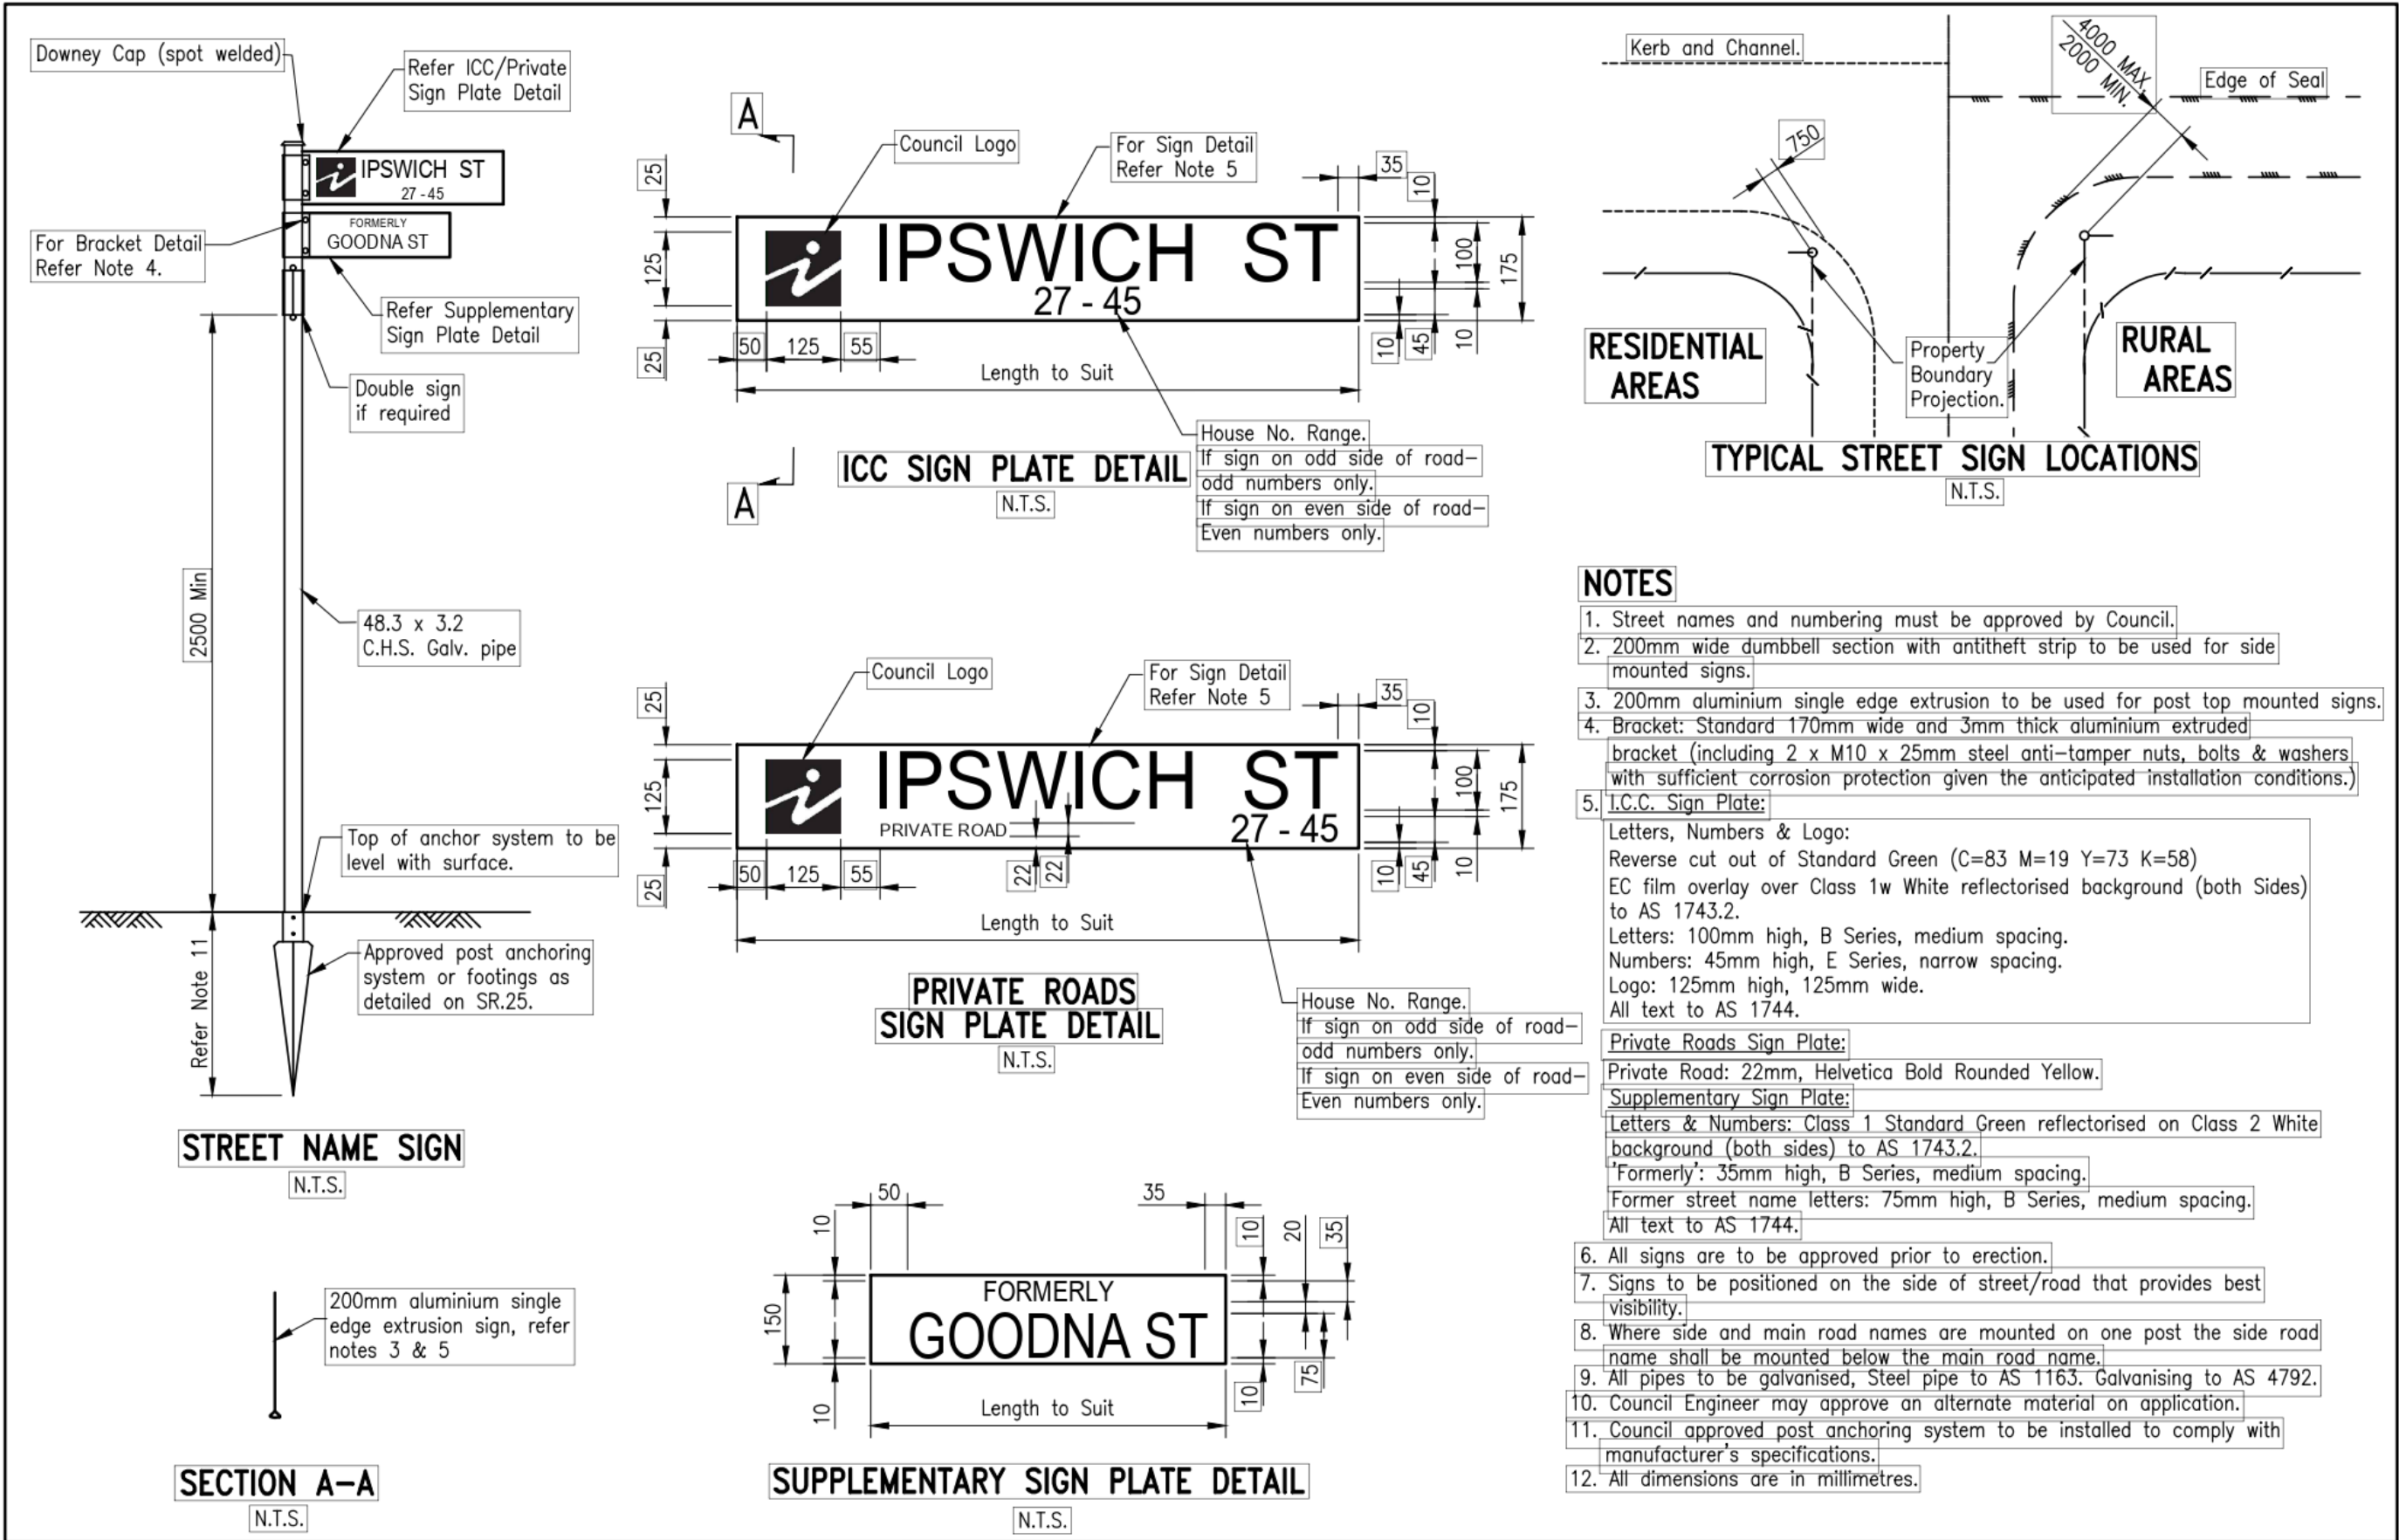 Downey Cap (spot welded)
Refer ICC/Private
Sign Plate Detail
IPSWICH ST
27 - 45
FORMERLY
GOODNA ST
For Bracket Detail
Refer Note 4.
Refer Supplementary
Sign Plate Detail
Double sign
if required
2500 Min
48.3 x 3.2
C.H.S. Galv. pipe
Top of anchor system to be
level with surface.
Refer Note 11
Approved post anchoring
system or footings as
detailed on SR.25.
STREET NAME SIGN
N.T.S.
200mm aluminium single
edge extrusion sign, refer
notes 3 & 5
SECTION A-A
N.T.S.
A
Council Logo
For Sign Detail
Refer Note 5
35
10
25
125
25
IPSWICH ST
27 - 45
100
175
50
125
55
10
45
10
Length to Suit
A
ICC SIGN PLATE DETAIL
N.T.S.
House No. Range.
If sign on odd side of road-
odd numbers only.
If sign on even side of road-
Even numbers only.
Council Logo
For Sign Detail
Refer Note 5
35
10
25
125
25
IPSWICH ST
PRIVATE ROAD
27 - 45
100
175
50
125
55
22
22
10
45
10
Length to Suit
PRIVATE ROADS
SIGN PLATE DETAIL
N.T.S.
House No. Range.
If sign on odd side of road-
odd numbers only.
If sign on even side of road-
Even numbers only.
50
35
10
10
20
35
150
FORMERLY
GOODNA ST
75
10
10
Length to Suit
SUPPLEMENTARY SIGN PLATE DETAIL
N.T.S.
Kerb and Channel.
4000 MAX.
2000 MIN.
Edge of Seal
750
RESIDENTIAL
AREAS
Property
Boundary
Projection.
RURAL
AREAS
TYPICAL STREET SIGN LOCATIONS
N.T.S.
NOTES
1. Street names and numbering must be approved by Council.
2. 200mm wide dumbbell section with antitheft strip to be used for side
mounted signs.
3. 200mm aluminium single edge extrusion to be used for post top mounted signs.
4. Bracket: Standard 170mm wide and 3mm thick aluminium extruded
bracket (including 2 x M10 x 25mm steel anti-tamper nuts, bolts & washers
with sufficient corrosion protection given the anticipated installation conditions.)
5. I.C.C. Sign Plate:
Letters, Numbers & Logo:
Reverse cut out of Standard Green (C=83 M=19 Y=73 K=58)
EC film overlay over Class 1w White reflectorised background (both Sides)
to AS 1743.2.
Letters: 100mm high, B Series, medium spacing.
Numbers: 45mm high, E Series, narrow spacing.
Logo: 125mm high, 125mm wide.
All text to AS 1744.
Private Roads Sign Plate:
Private Road: 22mm, Helvetica Bold Rounded Yellow.
Supplementary Sign Plate:
Letters & Numbers: Class 1 Standard Green reflectorised on Class 2 White
background (both sides) to AS 1743.2.
'Formerly': 35mm high, B Series, medium spacing.
Former street name letters: 75mm high, B Series, medium spacing.
All text to AS 1744.
6. All signs are to be approved prior to erection.
7. Signs to be positioned on the side of street/road that provides best
visibility.
8. Where side and main road names are mounted on one post the side road
name shall be mounted below the main road name.
9. All pipes to be galvanised, Steel pipe to AS 1163. Galvanising to AS 4792.
10. Council Engineer may approve an alternate material on application.
11. Council approved post anchoring system to be installed to comply with
manufacturer's specifications.
12. All dimensions are in millimetres.